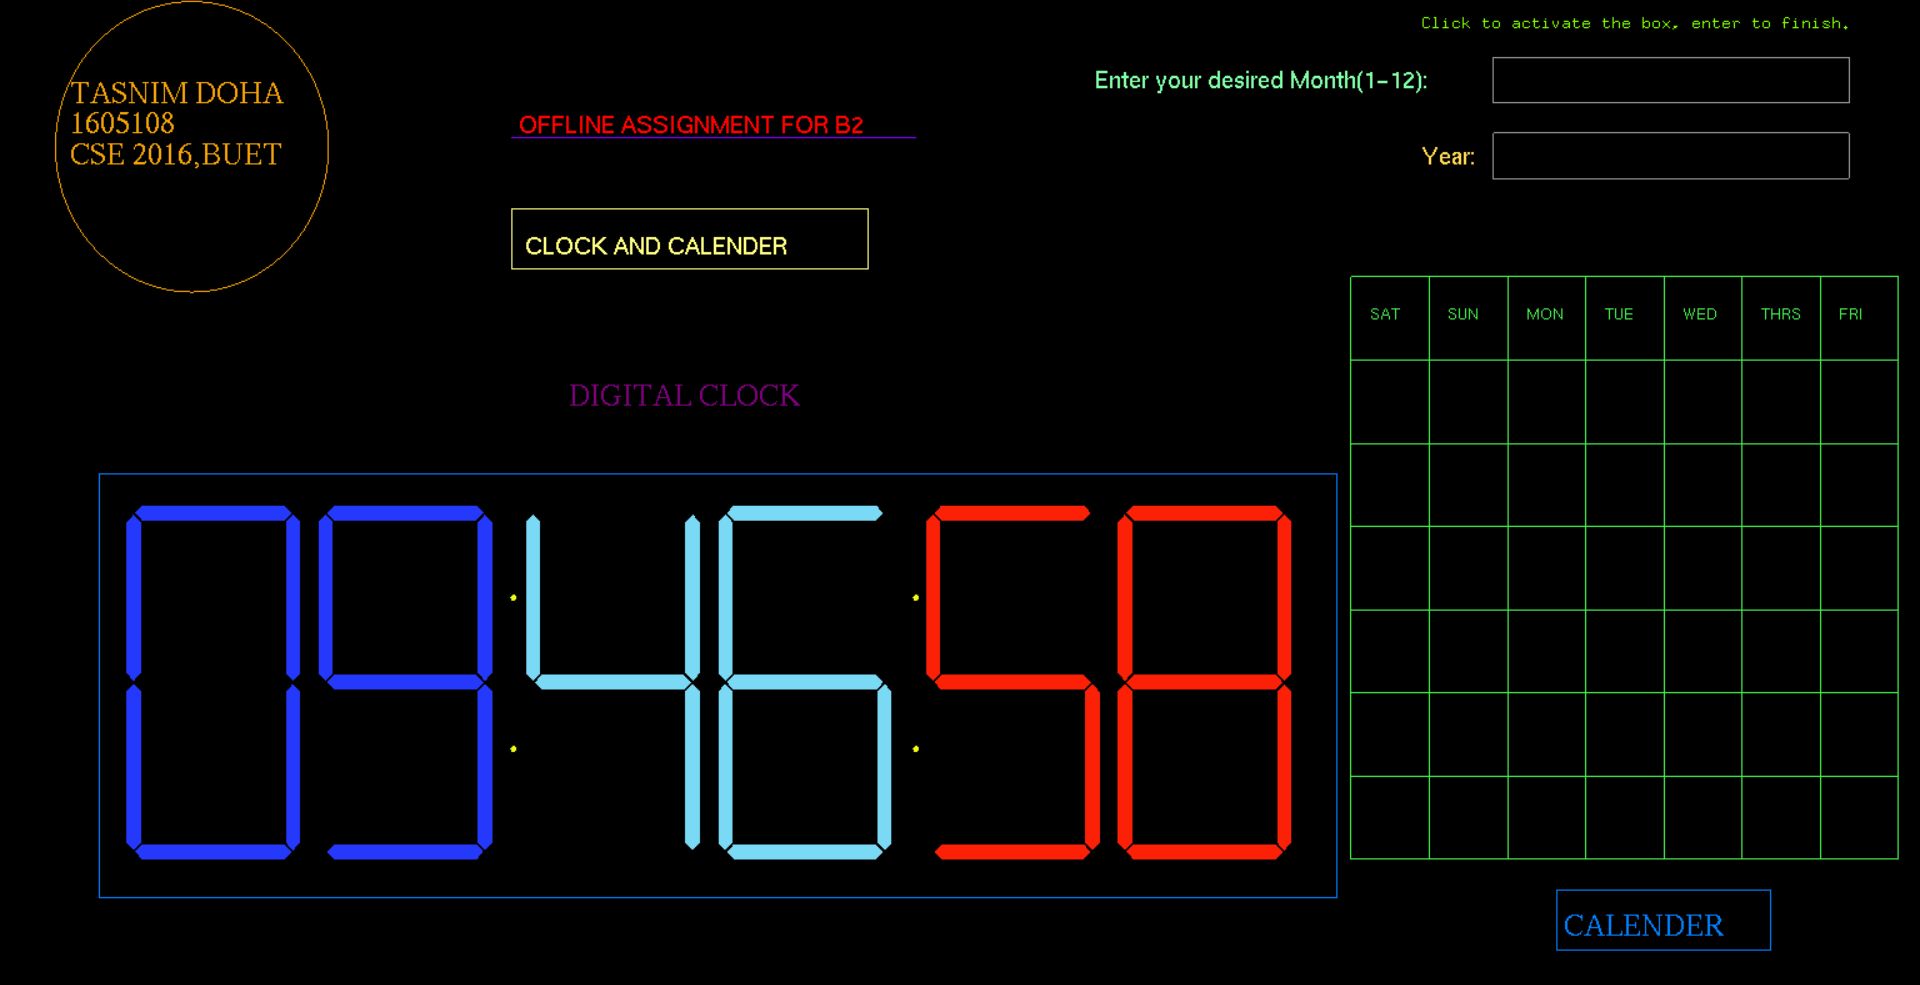 Click to activate the box, enter to finish.
Enter your desired Month(1-12):
Year:
TASNIM DOHA
1605108
CSE 2016,BUET
OFFLINE ASSIGNMENT FOR B2
CLOCK AND CALENDER
SAT SUN MON TUE WED THRS FRI
DIGITAL CLOCK
09:46:58
CALENDER